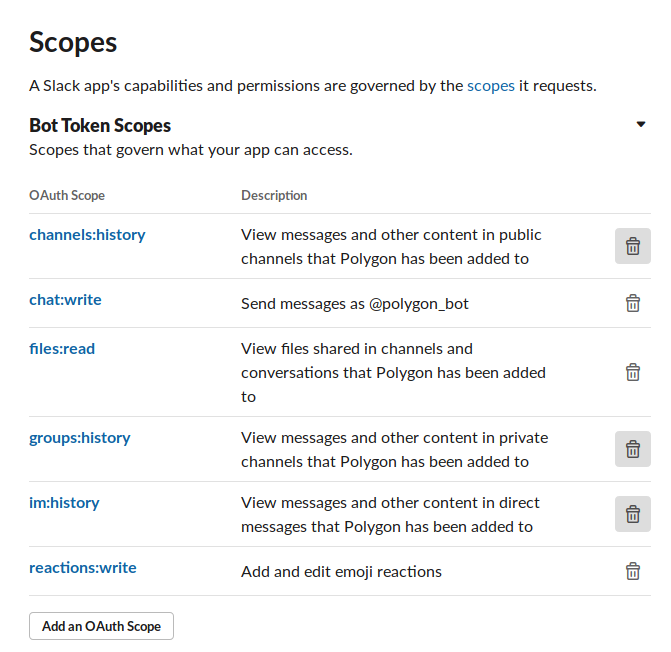 Scopes
A Slack app's capabilities and permissions are governed by the scopes it requests.
Bot Token Scopes
Scopes that govern what your app can access.
OAuth Scope Description
channels:history View messages and other content in public
channels that Polygon has been added to
chat:write Send messages as @polygon_bot
files:read View files shared in channels and
conversations that Polygon has been added
to
groups:history View messages and other content in private
channels that Polygon has been added to
im:history View messages and other content in direct
messages that Polygon has been added to
reactions:write Add and edit emoji reactions
Add an OAuth Scope